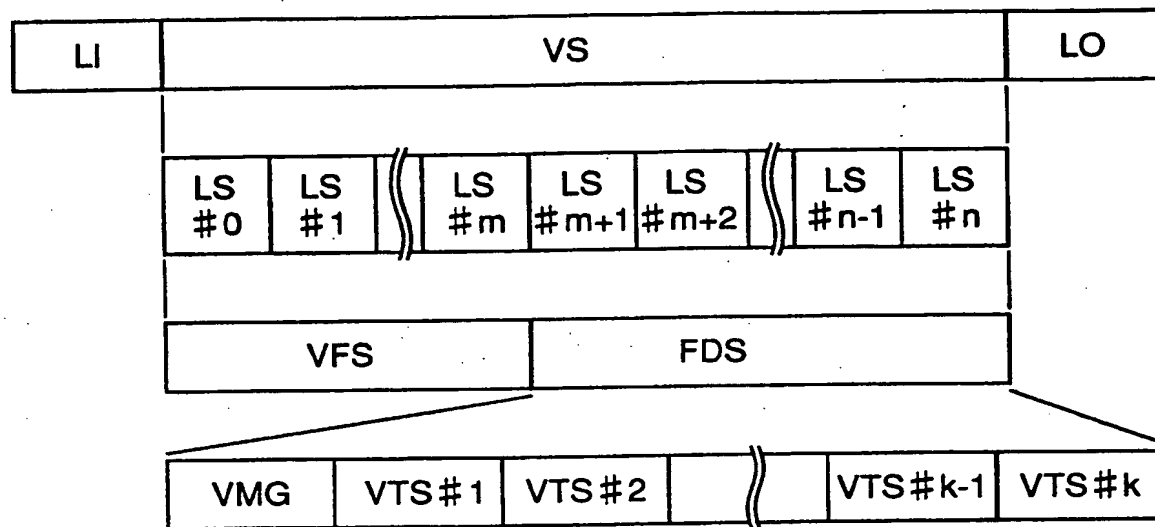 LI VS LO
LS #0 LS #1 LS #m LS #m+1 LS #m+2 LS #n-1 LS #n
VFS FDS
VMG VTS#1 VTS#2 VTS#k-1 VTS#k